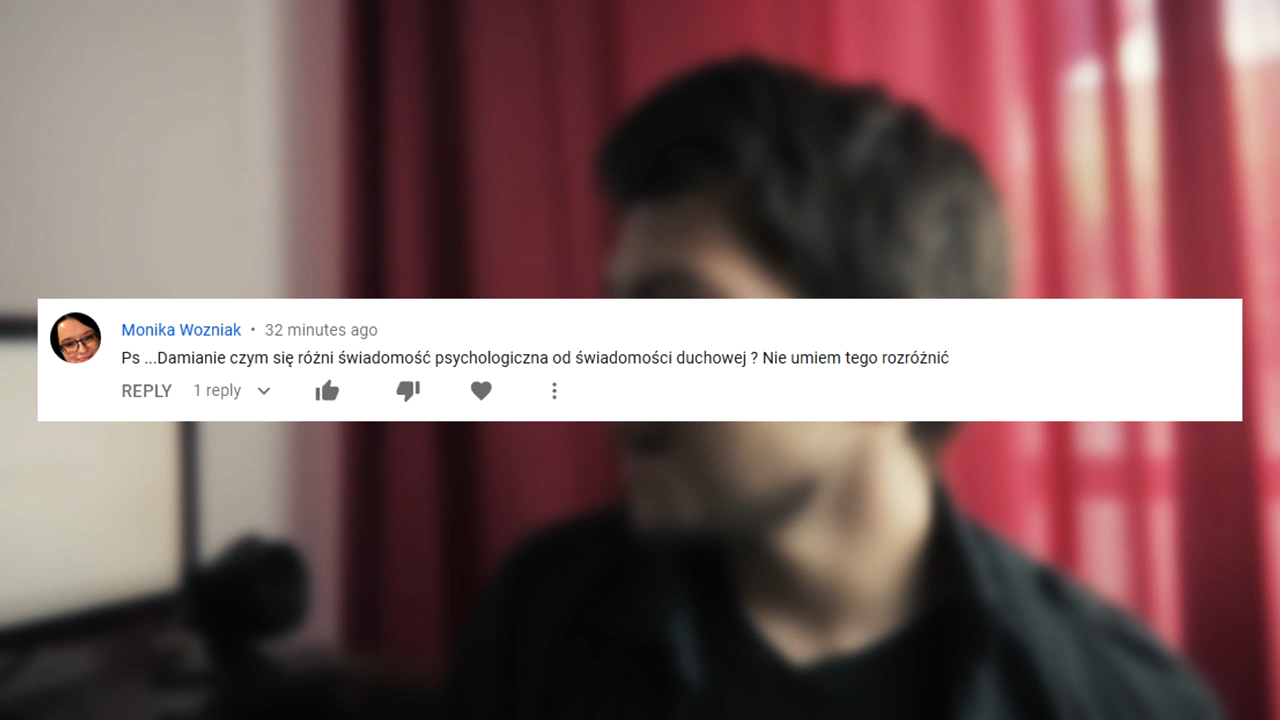 Monika Wozniak • 32 minutes ago
Ps ...Damianie czym się różni świadomość psychologiczna od świadomości duchowej ? Nie umiem tego rozróżnić
REPLY 1 reply